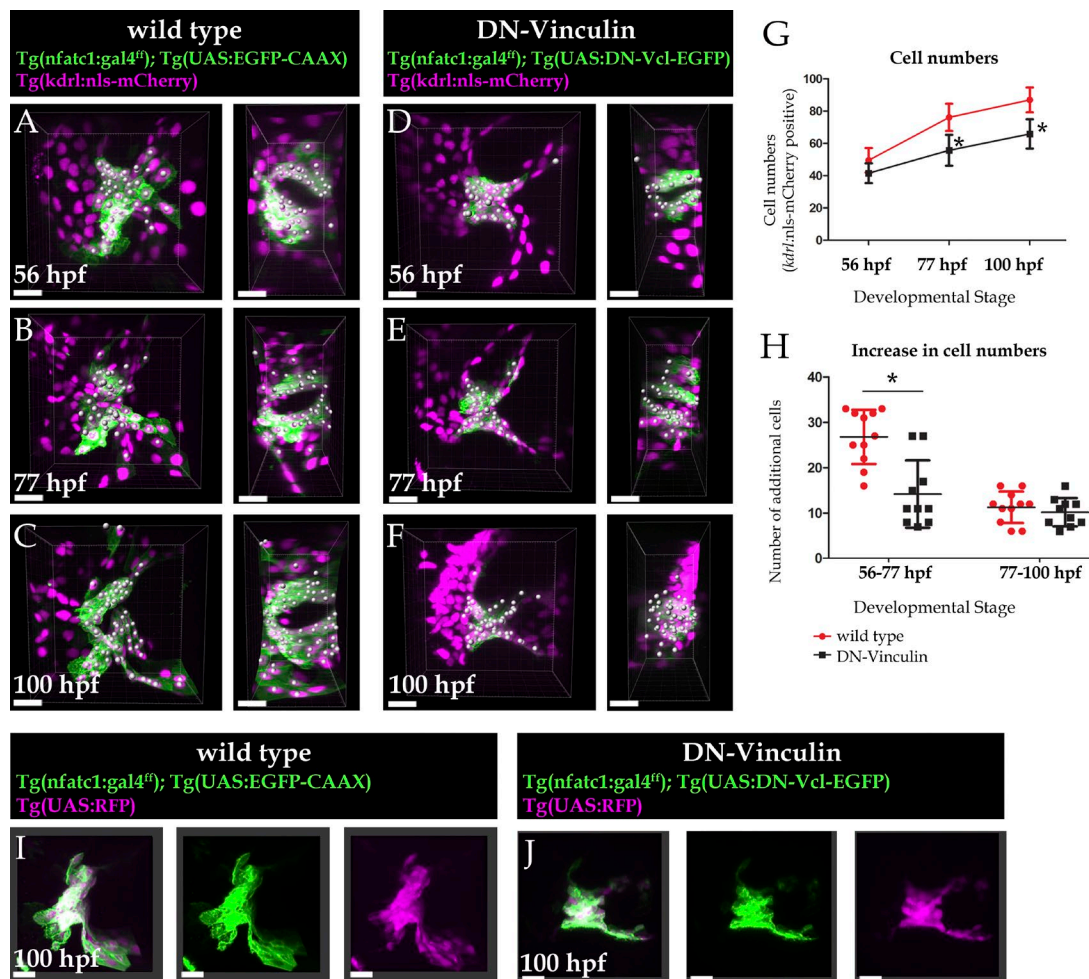 wild type
Tg(nfatc1:gal4ff); Tg(UAS:EGFP-CAAX)
Tg(kdrl:nls-mCherry)
DN-Vinculin
Tg(nfatc1:gal4ff); Tg(UAS:DN-Vcl-EGFP)
Tg(kdrl:nls-mCherry)
A
56 hpf
D
56 hpf
B
77 hpf
E
77 hpf
C
100 hpf
F
100 hpf
G
Cell numbers
Cell numbers
(kdrl:nls-mCherry positive)
100
80
60
40
20
0
*
*
56 hpf 77 hpf 100 hpf
Developmental Stage
H
Increase in cell numbers
Number of additional cells
40
30
20
10
0
*
56-77 hpf 77-100 hpf
Developmental Stage
wild type
DN-Vinculin
wild type
Tg(nfatc1:gal4ff); Tg(UAS:EGFP-CAAX)
Tg(UAS:RFP)
DN-Vinculin
Tg(nfatc1:gal4ff); Tg(UAS:DN-Vcl-EGFP)
Tg(UAS:RFP)
I
100 hpf
J
100 hpf